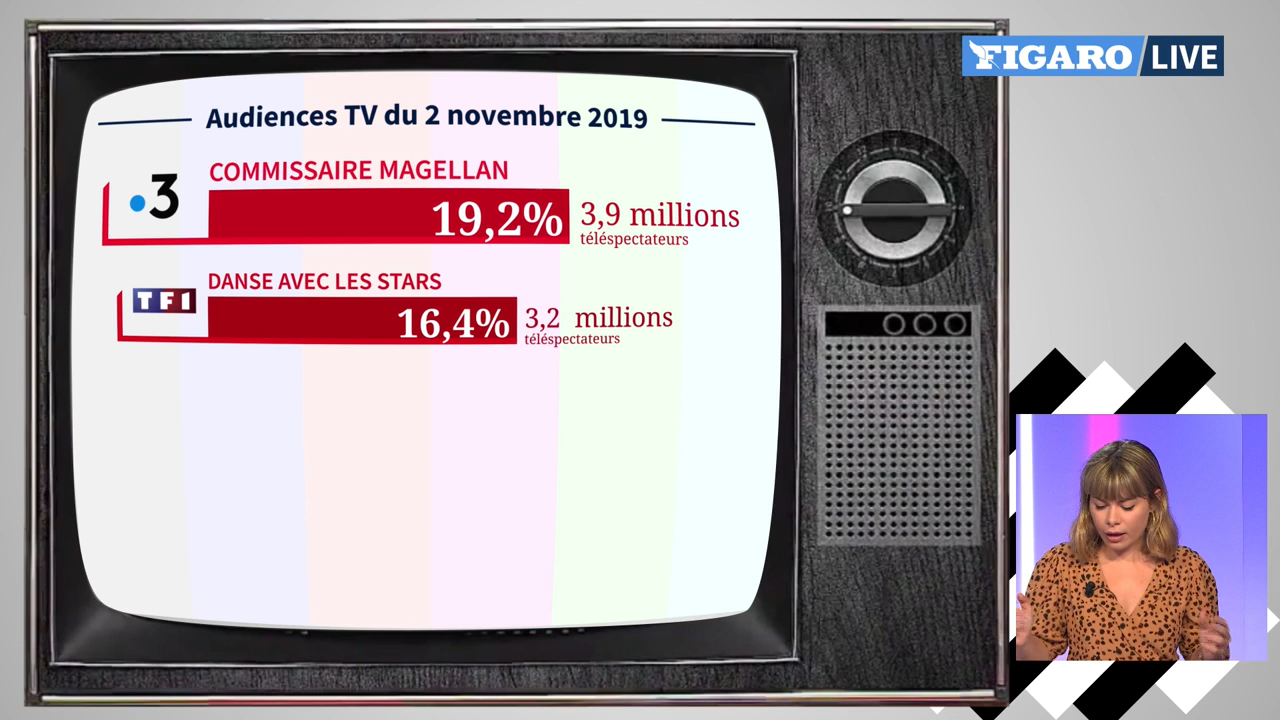 FIGARO LIVE
Audiences TV du 2 novembre 2019
COMMISSAIRE MAGELLAN
3
19,2% 3,9 millions
téléspectateurs
DANSE AVEC LES STARS
TF1
16,4% 3,2 millions
téléspectateurs